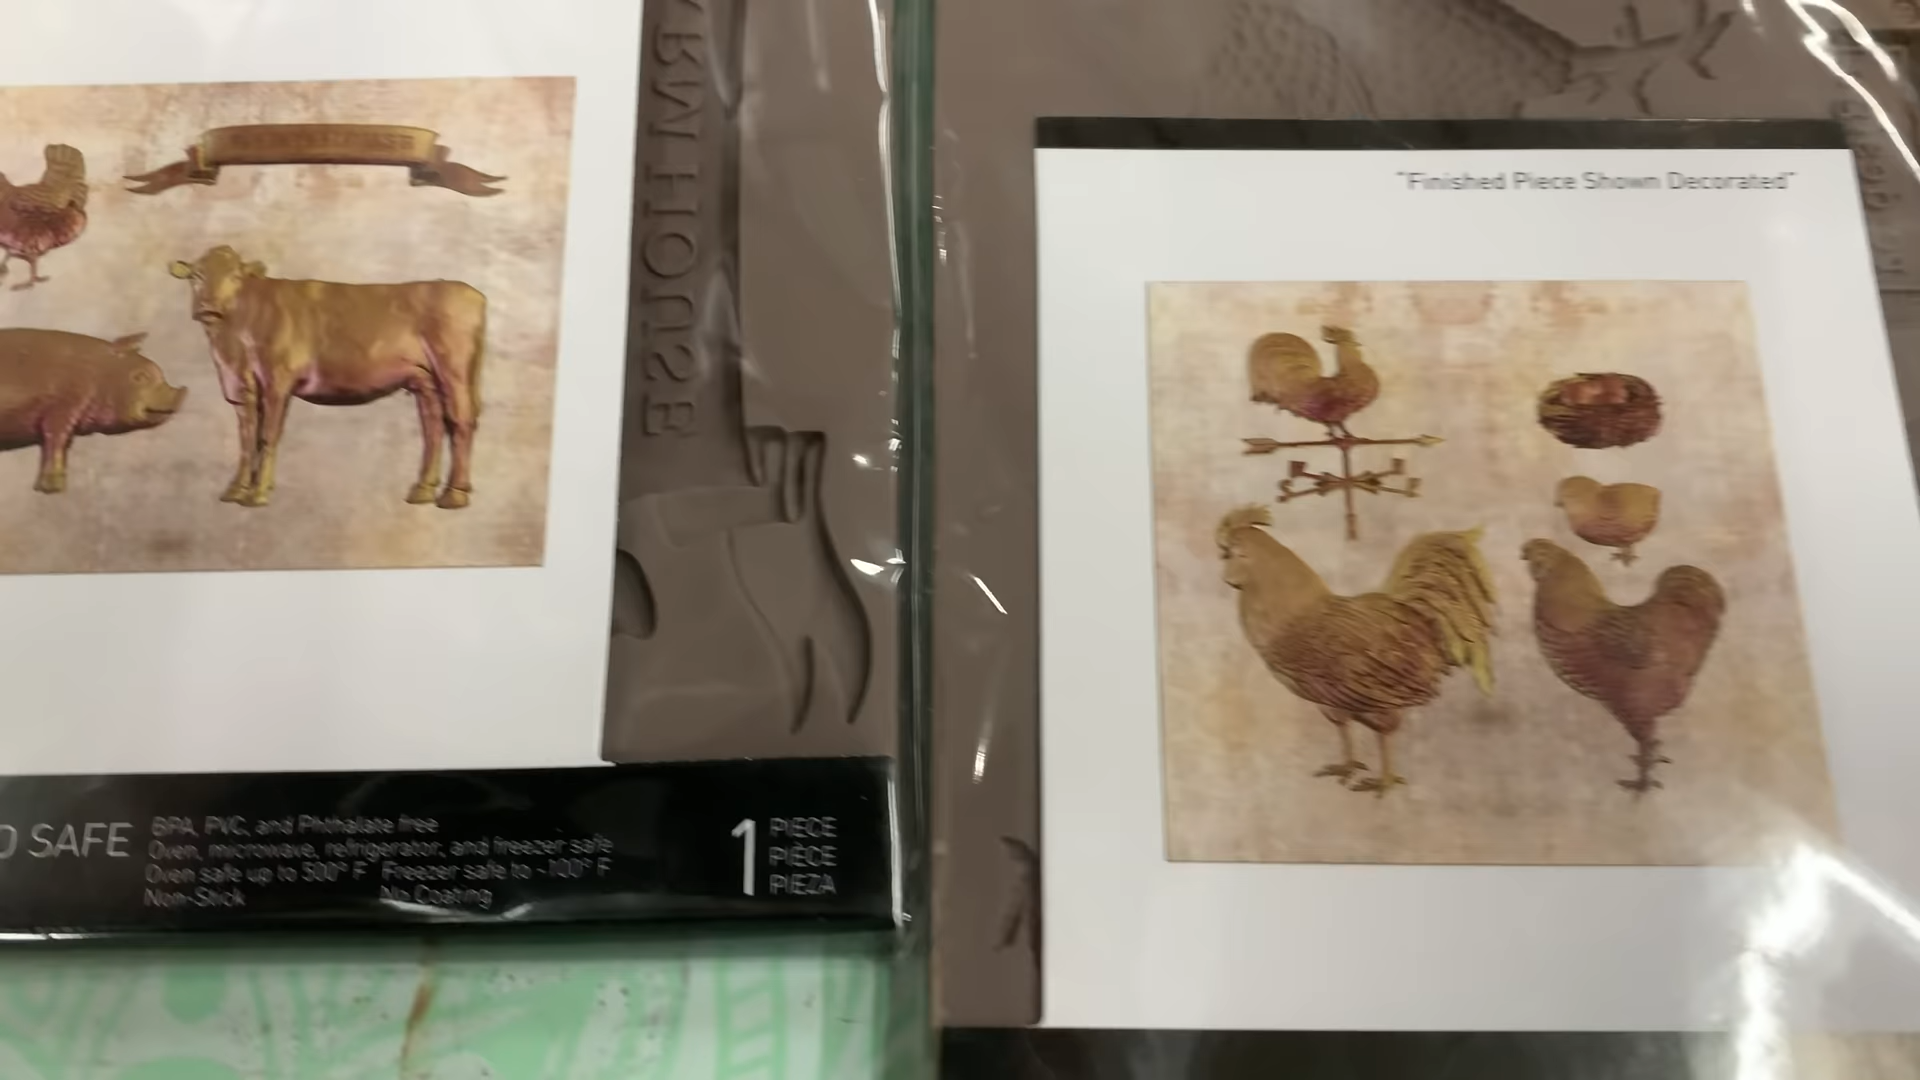 FARMHOUSE
D SAFE
BPA, PVC, and Phthalate free
Oven, microwave, refrigerator, and freezer safe
Oven safe up to 500° F Freezer safe to -100° F
Non-Stick No Coating
1 PIECE
PIÈCE
PIEZA
"Finished Piece Shown Decorated"